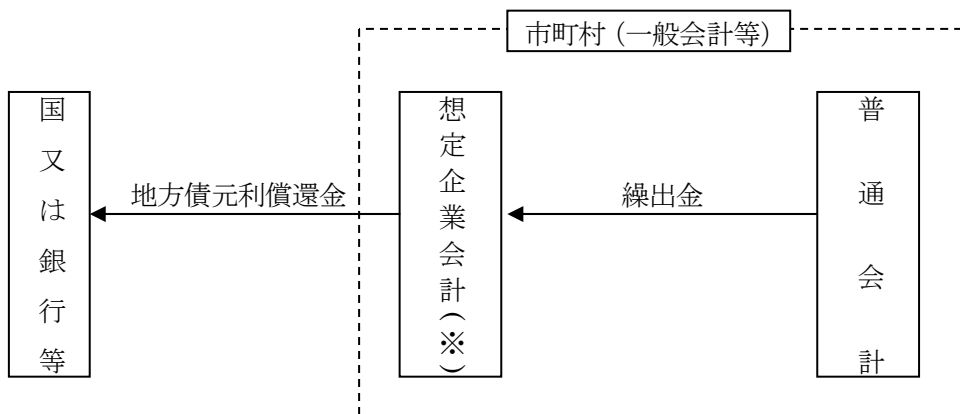 市町村（一般会計等）
国又は銀行等
地方債元利償還金
想定企業会計（※）
繰出金
普通会計